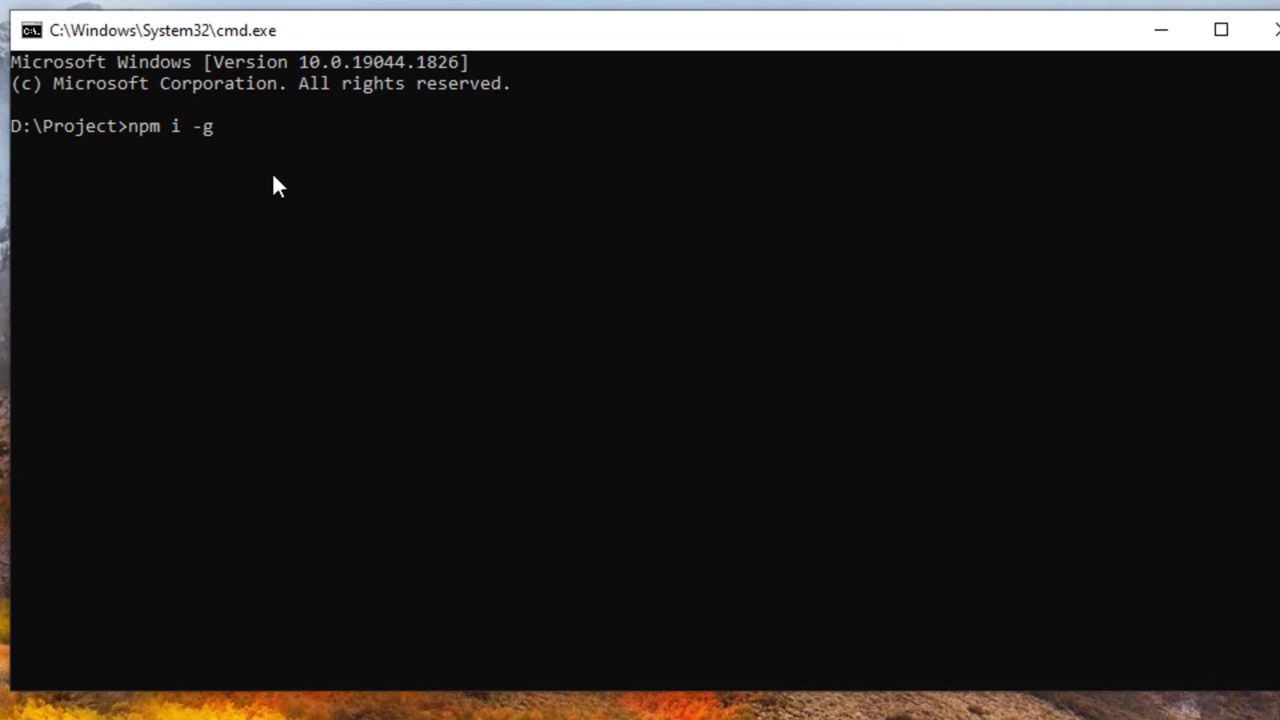 C:\Windows\System32\cmd.exe
Microsoft Windows [Version 10.0.19044.1826]
(c) Microsoft Corporation. All rights reserved.
D:\Project>npm i -g